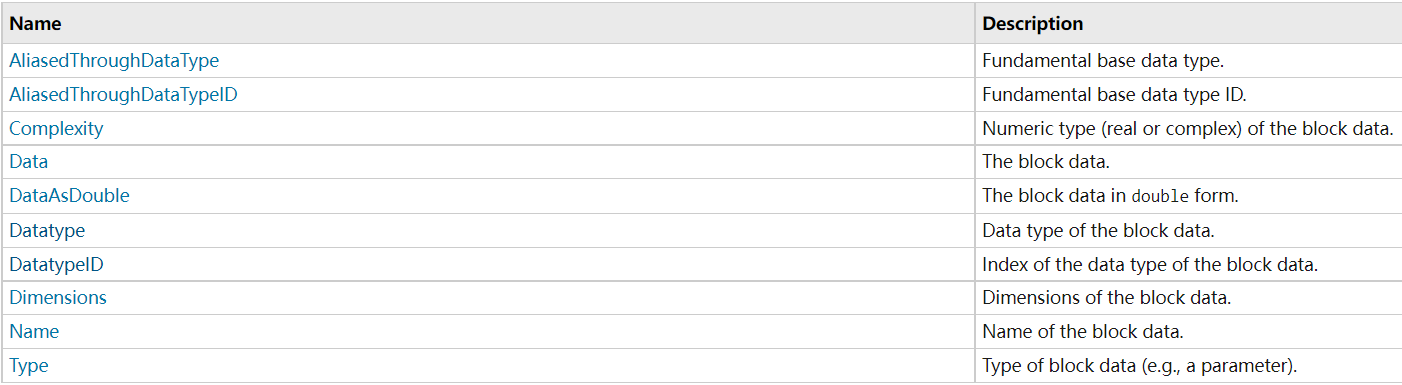 Name Description
AliasedThroughDataType Fundamental base data type.
AliasedThroughDataTypeID Fundamental base data type ID.
Complexity Numeric type (real or complex) of the block data.
Data The block data.
DataAsDouble The block data in double form.
Datatype Data type of the block data.
DatatypeID Index of the data type of the block data.
Dimensions Dimensions of the block data.
Name Name of the block data.
Type Type of block data (e.g., a parameter).